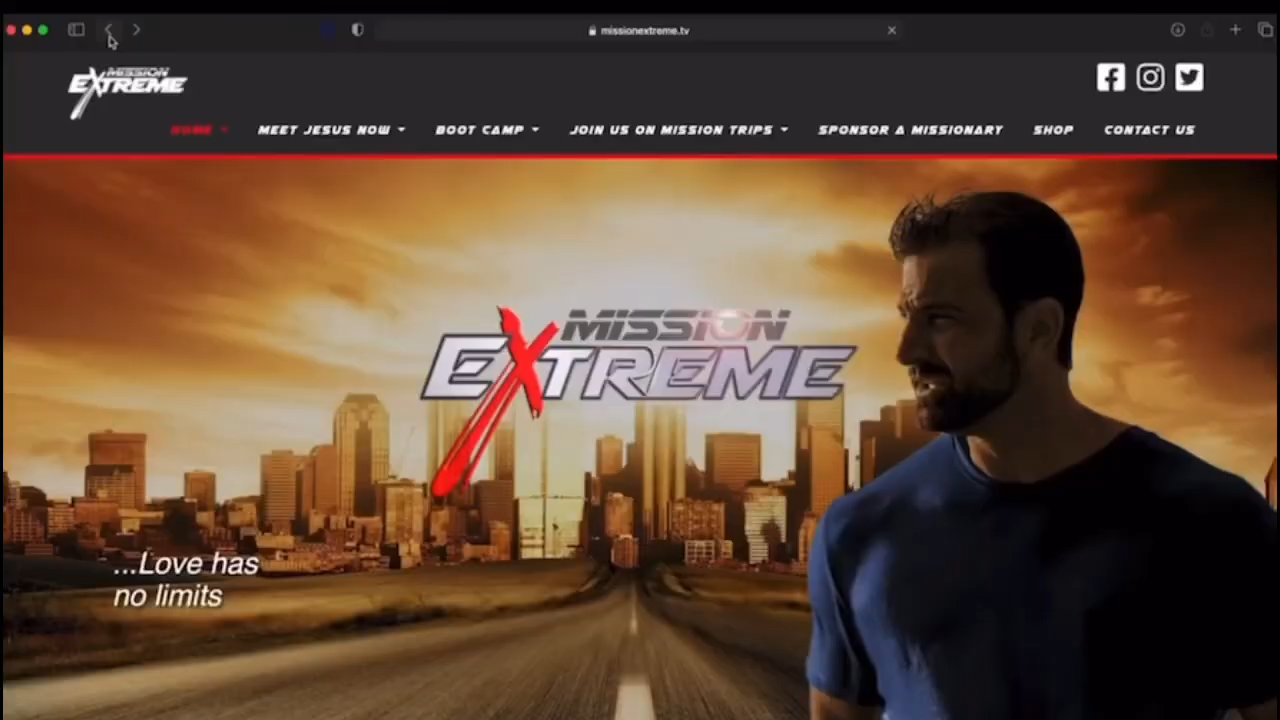 missionextreme.tv
MISSION
EXTREME
HOME
MEET JESUS NOW
BOOT CAMP
JOIN US ON MISSION TRIPS
SPONSOR A MISSIONARY
SHOP
CONTACT US
MISSION
EXTREME
...Love has
no limits